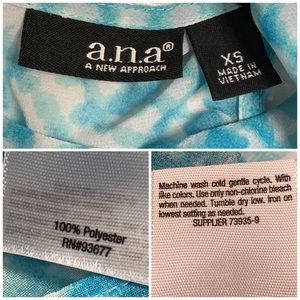 a.n.a®
A NEW APPROACH
XS
MADE IN
VIETNAM
100% Polyester
RN#93677
Machine wash cold gentle cycle. With
like colors. Use only non-chlorine bleach
when needed. Tumble dry low. Iron on
lowest setting as needed.
SUPPLIER 73935-9